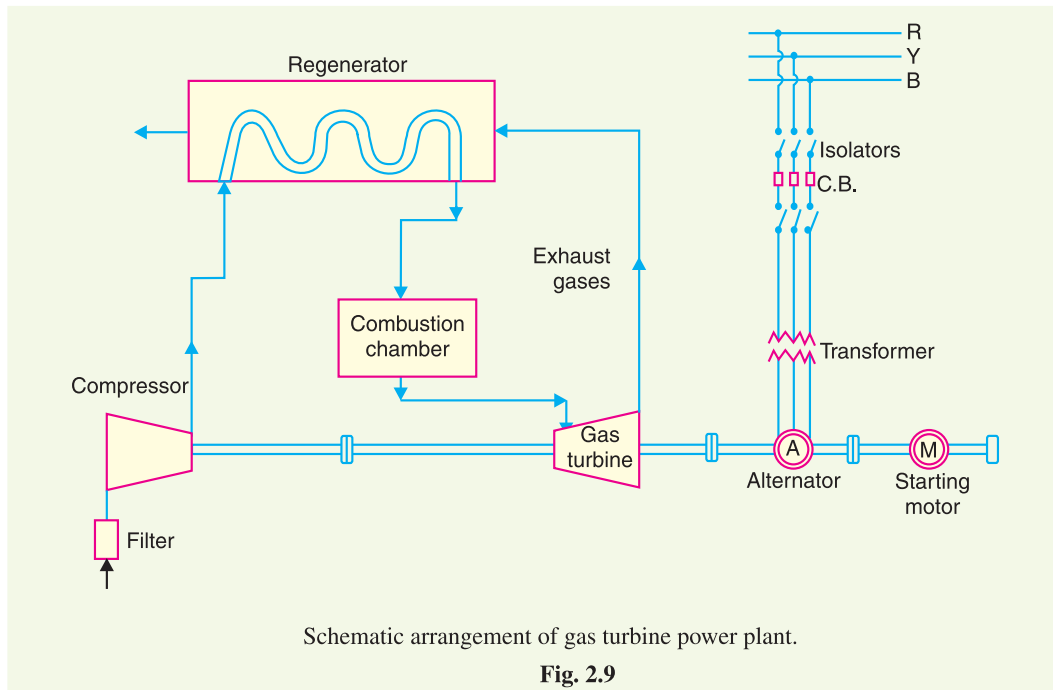 R
Y
B
Regenerator
Isolators
C.B.
Exhaust
gases
Combustion
chamber
Transformer
Compressor
Gas
turbine
A
M
Alternator
Starting
motor
Filter
Schematic arrangement of gas turbine power plant.
Fig. 2.9